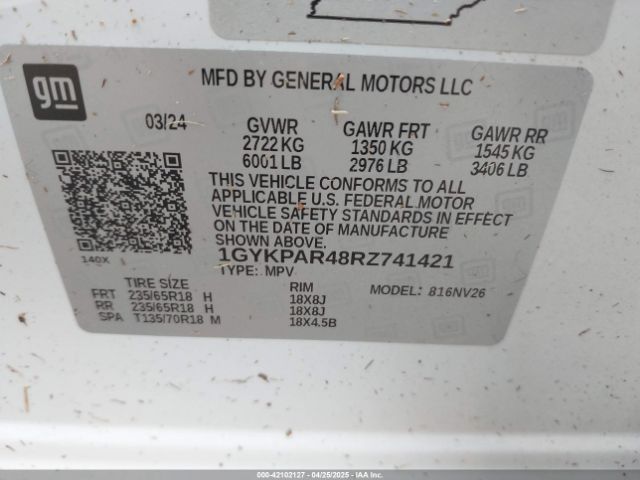 gm
MFD BY GENERAL MOTORS LLC
03/24 GVWR GAWR FRT GAWR RR
2722 KG 1350 KG 1545 KG
6001 LB 2976 LB 3406 LB
THIS VEHICLE CONFORMS TO ALL
APPLICABLE U.S. FEDERAL MOTOR
VEHICLE SAFETY STANDARDS IN EFFECT
ON THE DATE OF MANUFACTURE
SHOWN ABOVE.
140X 1GYKPAR48RZ741421
TYPE: MPV
TIRE SIZE RIM MODEL: 816NV26
FRT 235/65R18 H 18X8J
RR 235/65R18 H 18X8J
SPA T135/70R18 M 18X4.5B
000-42102127 - 04/25/2025 - IAA Inc.